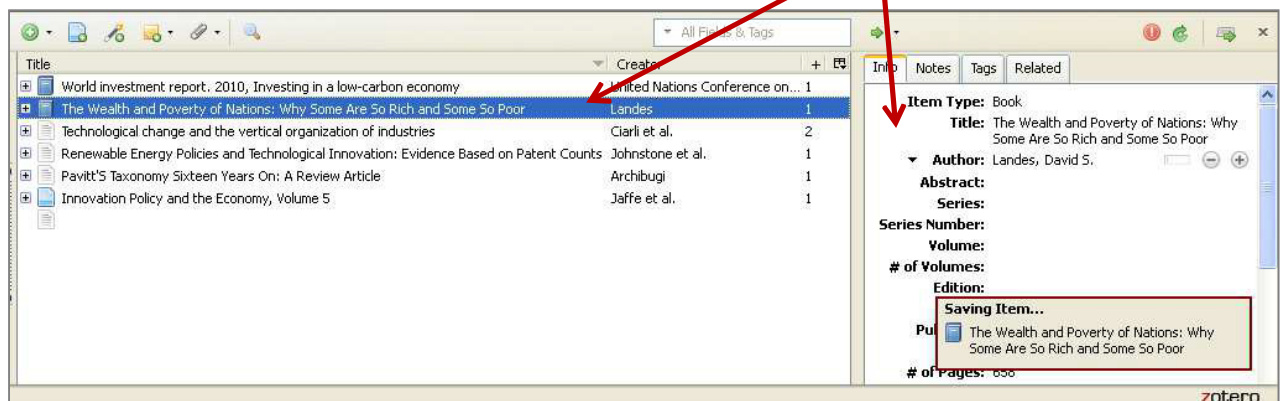 All Fields & Tags
Title Creator +
World investment report. 2010, Investing in a low-carbon economy United Nations Conference on... 1
The Wealth and Poverty of Nations: Why Some Are So Rich and Some So Poor Landes 1
Technological change and the vertical organization of industries Ciarli et al. 2
Renewable Energy Policies and Technological Innovation: Evidence Based on Patent Counts Johnstone et al. 1
Pavitt'S Taxonomy Sixteen Years On: A Review Article Archibugi 1
Innovation Policy and the Economy, Volume 5 Jaffe et al. 1
Info Notes Tags Related
Item Type: Book
Title: The Wealth and Poverty of Nations: Why
Some Are So Rich and Some So Poor
Author: Landes, David S.
Abstract:
Series:
Series Number:
Volume:
# of Volumes:
Edition:
Saving Item...
The Wealth and Poverty of Nations: Why
Some Are So Rich and Some So Poor
# of Pages: 658
zotero